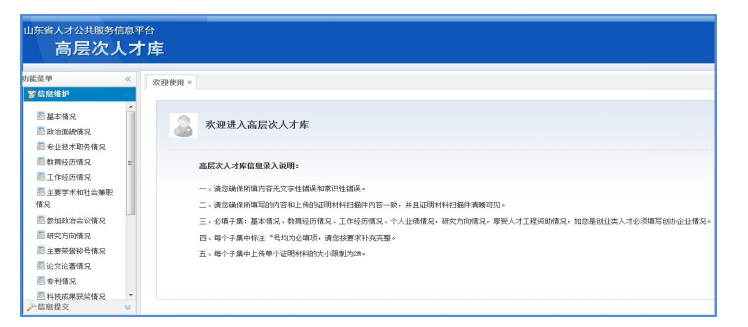 山东省人才公共服务信息平台
高层次人才库
功能菜单
欢迎使用
信息维护
基本情况
政治面貌情况
专业技术职务情况
教育经历情况
工作经历情况
主要学术和社会兼职
情况
参加政治会议情况
研究方向情况
主要荣誉称号情况
论文论著情况
专利情况
科技成果获奖情况
信息提交
欢迎进入高层次人才库
高层次人才库信息录入说明：
一、请您确保所填内容无文字性错误和常识性错误。
二、请您确保所填写的内容和上传的证明材料扫描件内容一致，并且证明材料扫描件清晰可见。
三、必填子集：基本情况、教育经历情况、工作经历情况、个人业绩情况，研究方向情况，享受人才工程资助情况，如您是创业类人才必须填写创办企业情况。
四、每个子集中标注 *号均为必填项，请您按要求补充完整。
五、每个子集中上传单个证明材料的大小限制为2M。